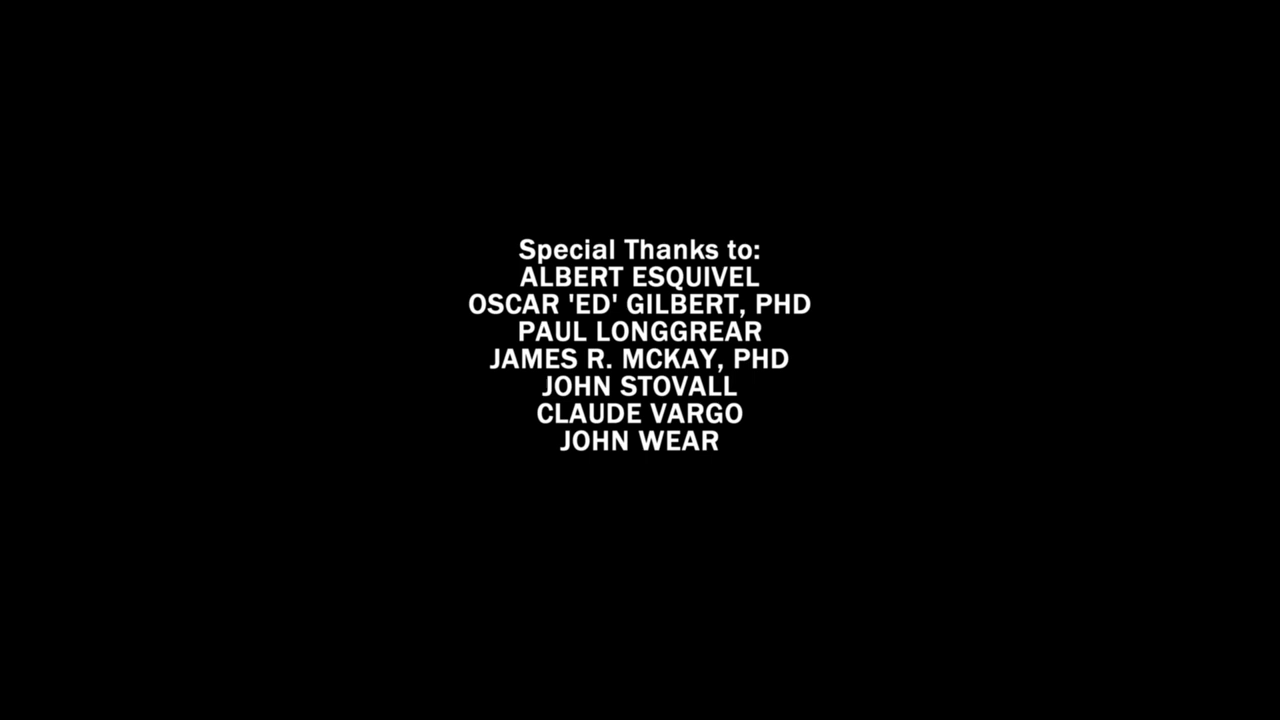 Special Thanks to:
ALBERT ESQUIVEL
OSCAR 'ED' GILBERT, PHD
PAUL LONGGREAR
JAMES R. MCKAY, PHD
JOHN STOVALL
CLAUDE VARGO
JOHN WEAR